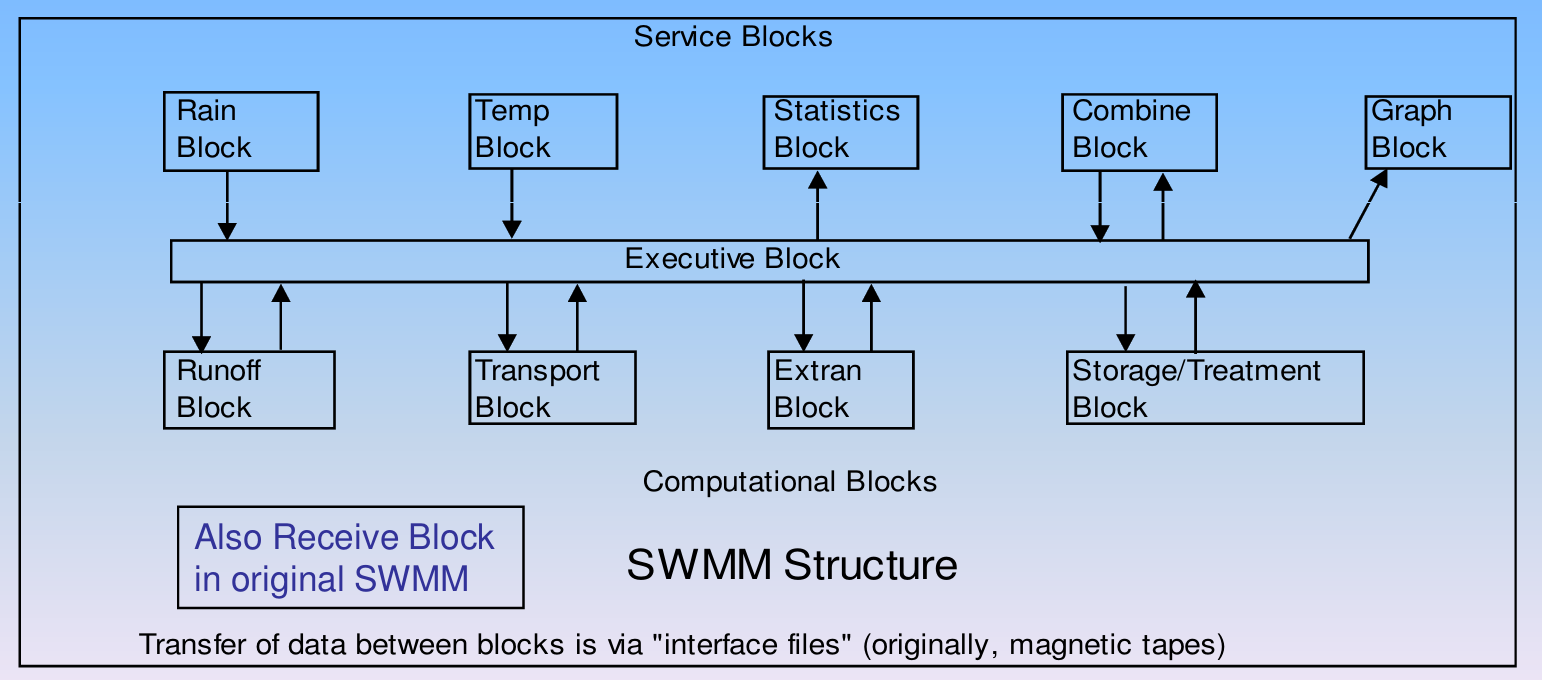 Service Blocks
Rain
Block
Temp
Block
Statistics
Block
Combine
Block
Graph
Block
Executive Block
Runoff
Block
Transport
Block
Extran
Block
Storage/Treatment
Block
Computational Blocks
Also Receive Block
in original SWMM
SWMM Structure
Transfer of data between blocks is via "interface files" (originally, magnetic tapes)